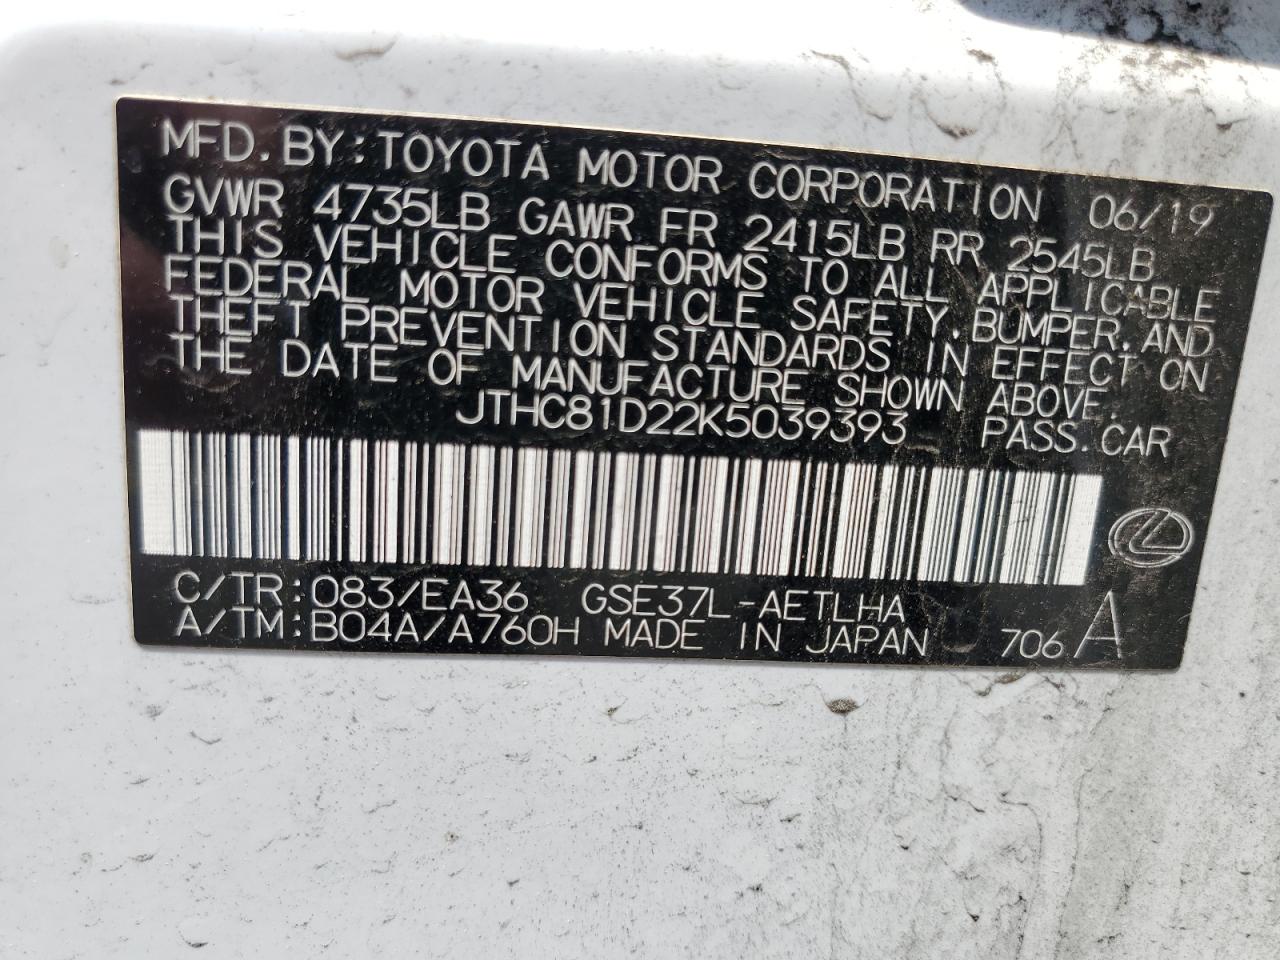 MFD. BY: TOYOTA MOTOR CORPORATION 06/19
GVWR 4735LB GAWR FR 2415LB RR 2545LB
THIS VEHICLE CONFORMS TO ALL APPLICABLE
FEDERAL MOTOR VEHICLE SAFETY, BUMPER, AND
THEFT PREVENTION STANDARDS IN EFFECT ON
THE DATE OF MANUFACTURE SHOWN ABOVE.
JTHC81D22K5039393 PASS. CAR
C/TR: 083/EA36 GSE37L-AETLHA
A/TM: B04A/A760H MADE IN JAPAN 706 A